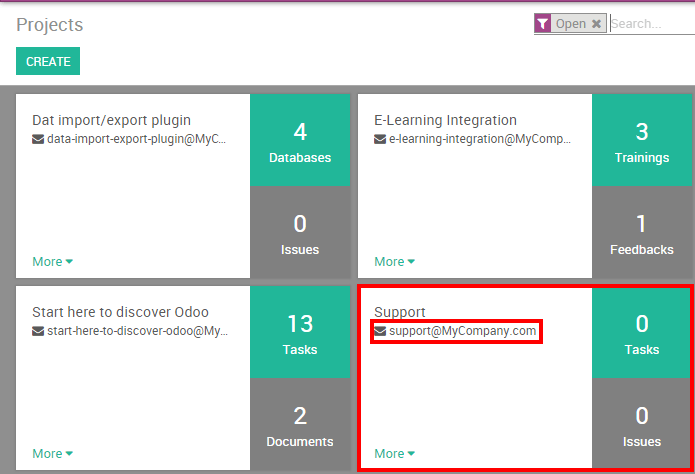 Projects
Open
Search...
CREATE
Dat import/export plugin
data-import-export-plugin@MyC...
4
Databases
0
Issues
More
E-Learning Integration
e-learning-integration@MyComp...
3
Trainings
1
Feedbacks
More
Start here to discover Odoo
start-here-to-discover-odoo@My...
13
Tasks
2
Documents
More
Support
support@MyCompany.com
0
Tasks
0
Issues
More